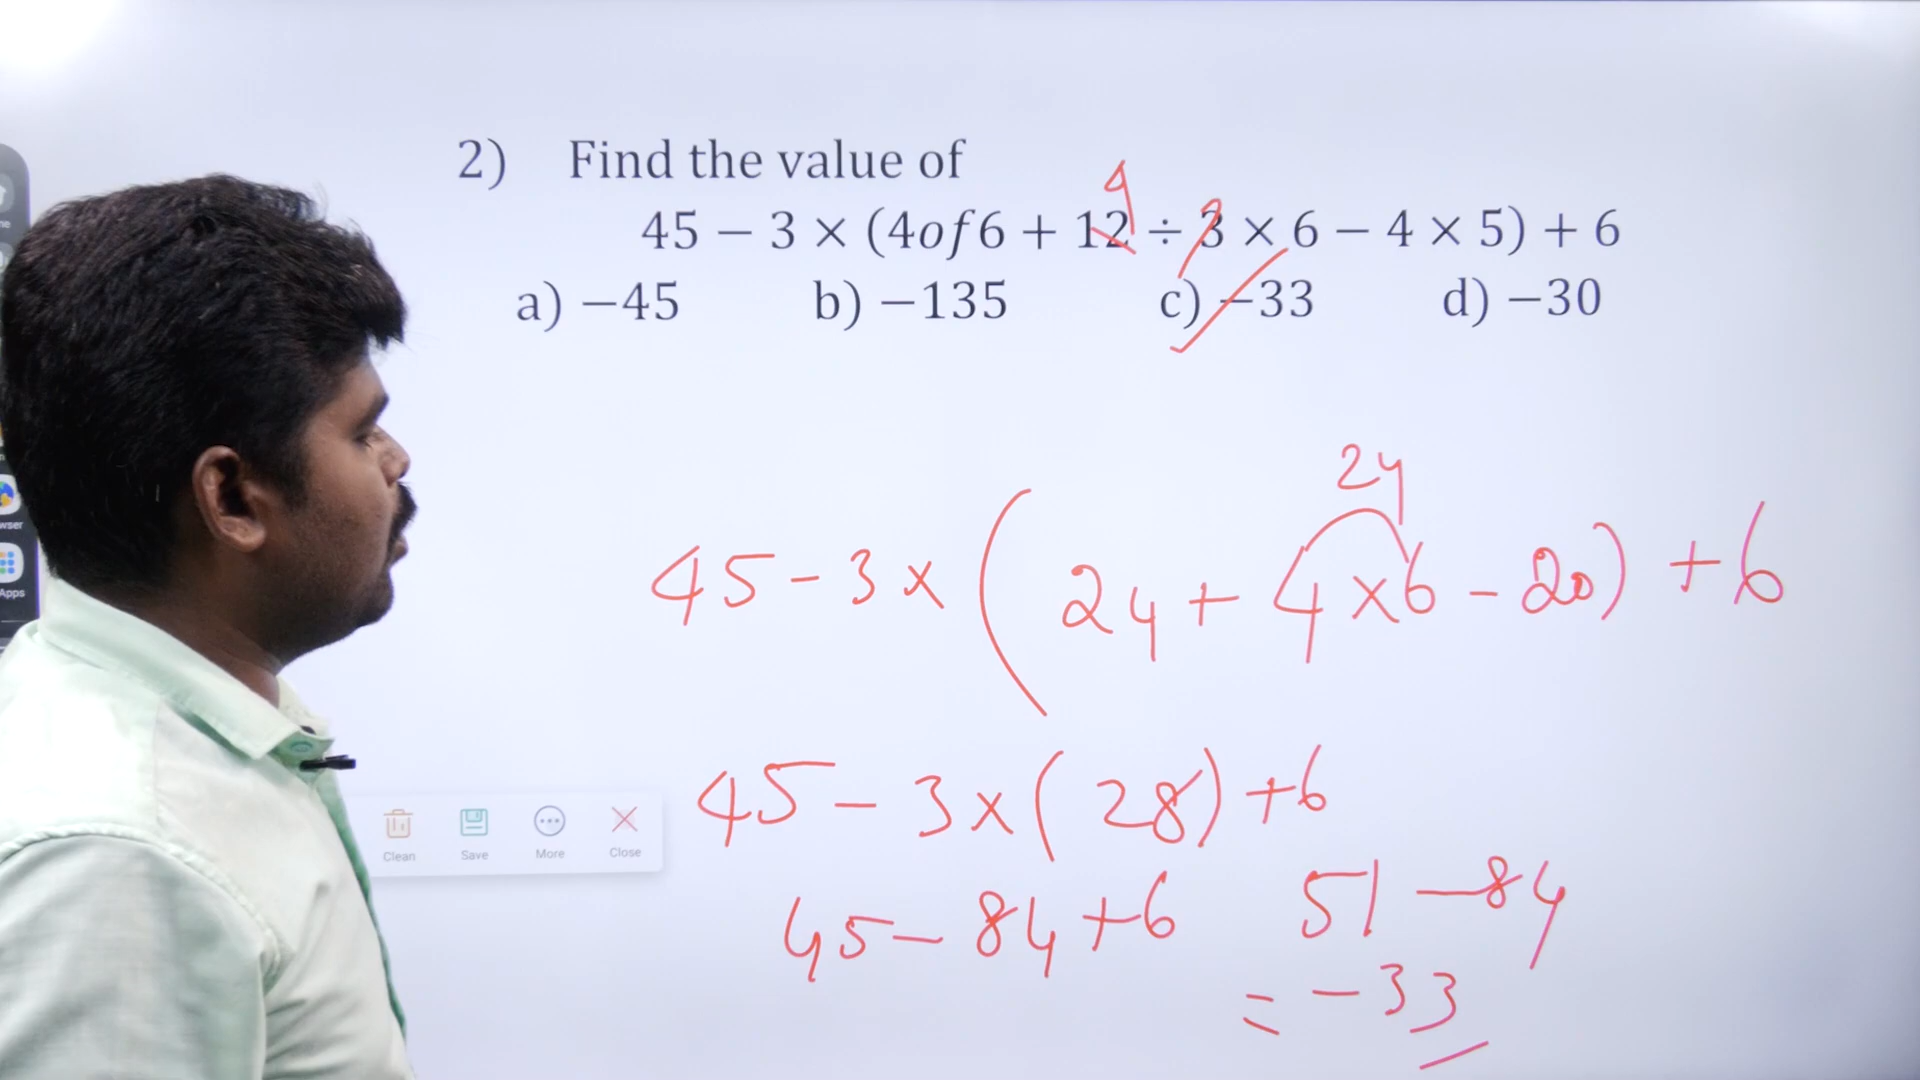 2) Find the value of
4
45 − 3 × (4of6 + 12 ÷ 3 × 6 − 4 × 5) + 6
a) −45 b) −135 c) −33 d) −30
24
45 - 3 × ( 24 + 4 × 6 - 20 ) + 6
45 - 3 × ( 28 ) + 6
45 - 84 + 6 51 - 84
= - 33
Clean Save More Close
Apps